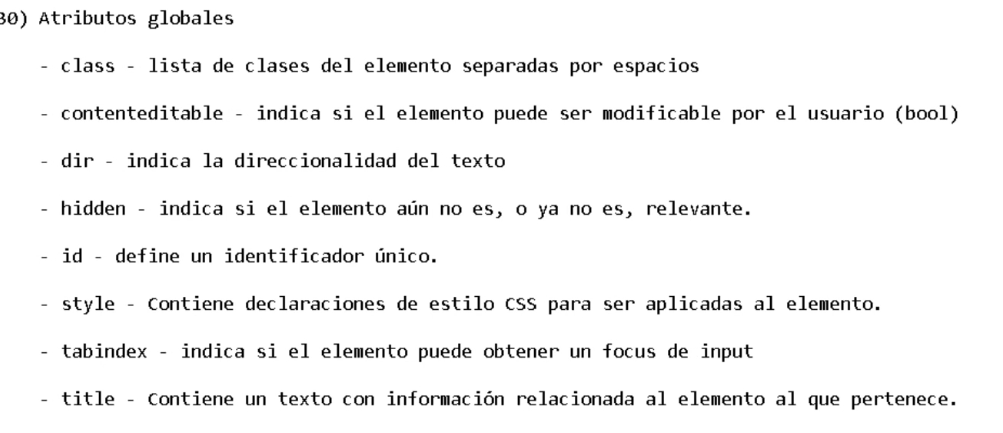 30) Atributos globales
- class - lista de clases del elemento separadas por espacios
- contenteditable - indica si el elemento puede ser modificable por el usuario (bool)
- dir - indica la direccionalidad del texto
- hidden - indica si el elemento aún no es, o ya no es, relevante.
- id - define un identificador único.
- style - Contiene declaraciones de estilo CSS para ser aplicadas al elemento.
- tabindex - indica si el elemento puede obtener un focus de input
- title - Contiene un texto con información relacionada al elemento al que pertenece.